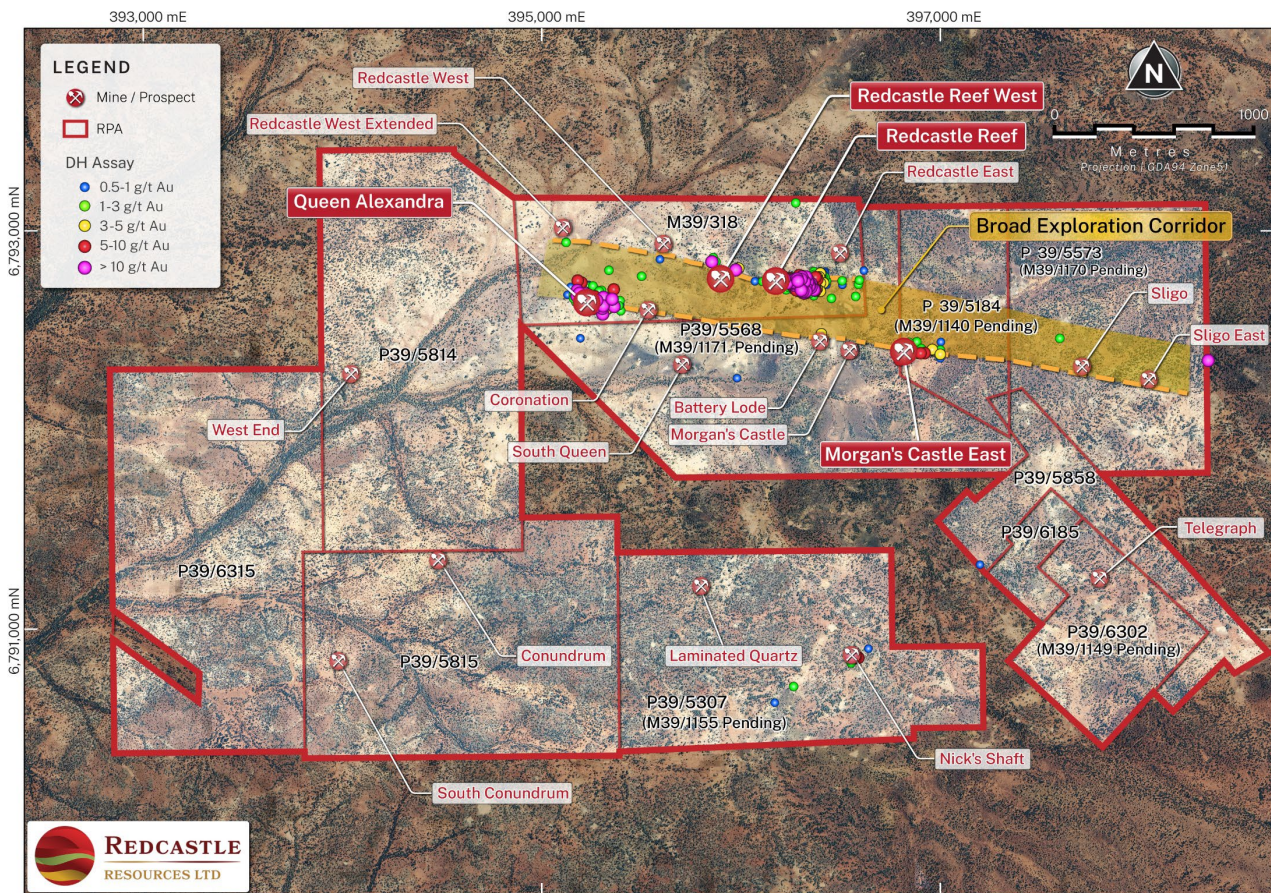 393,000 mE
395,000 mE
397,000 mE
6,793,000 mN
6,791,000 mN
LEGEND
Mine / Prospect
RPA
DH Assay
0.5-1 g/t Au
1-3 g/t Au
3-5 g/t Au
5-10 g/t Au
> 10 g/t Au
N
0
1000
Metres
Projection : GDA94 Zone51
Redcastle West
Redcastle West Extended
Redcastle Reef West
Redcastle Reef
Redcastle East
Queen Alexandra
M39/318
Broad Exploration Corridor
P 39/5573
(M39/1170 Pending)
Sligo
P 39/5184
(M39/1140 Pending)
P39/5568
(M39/1171 Pending)
Sligo East
P39/5814
Coronation
Battery Lode
West End
Morgan's Castle
South Queen
Morgan's Castle East
P39/5858
P39/6185
Telegraph
P39/6315
P39/6302
(M39/1149 Pending)
P39/5815
Conundrum
Laminated Quartz
P39/5307
(M39/1155 Pending)
Nick's Shaft
South Conundrum
REDCASTLE
RESOURCES LTD